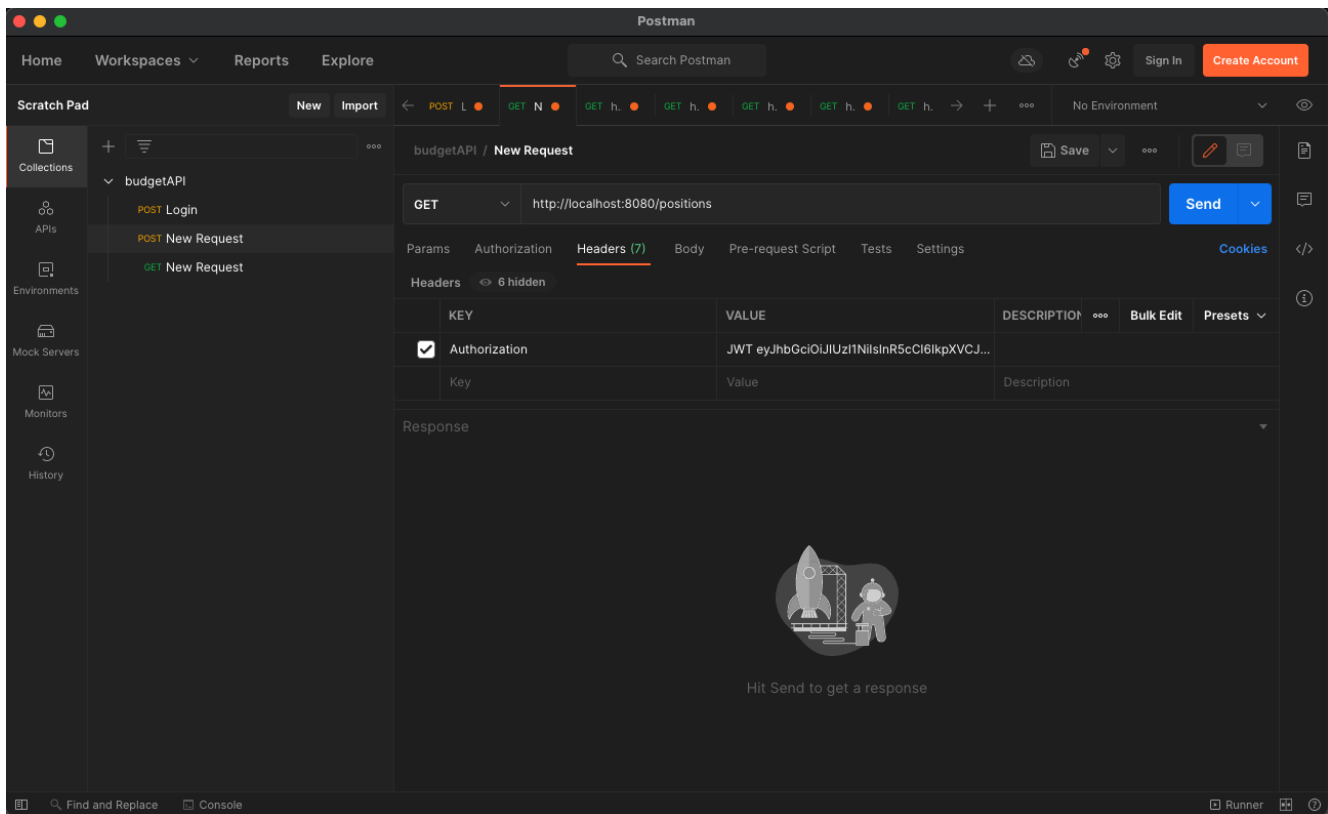 Postman
Home Workspaces Reports Explore Search Postman Sign In Create Account
Scratch Pad New Import POST L GET N GET h. GET h. GET h. GET h. GET h. No Environment
Collections
APIs
Environments
Mock Servers
Monitors
History
budgetAPI
POST Login
POST New Request
GET New Request
budgetAPI / New Request Save
GET http://localhost:8080/positions Send
Params Authorization Headers (7) Body Pre-request Script Tests Settings Cookies
Headers 6 hidden
KEY VALUE DESCRIPTION Bulk Edit Presets
Authorization JWT eyJhbGciOiJIUzI1NiIsInR5cCI6IkpXVCJ...
Key Value Description
Response
Hit Send to get a response
Find and Replace Console Runner